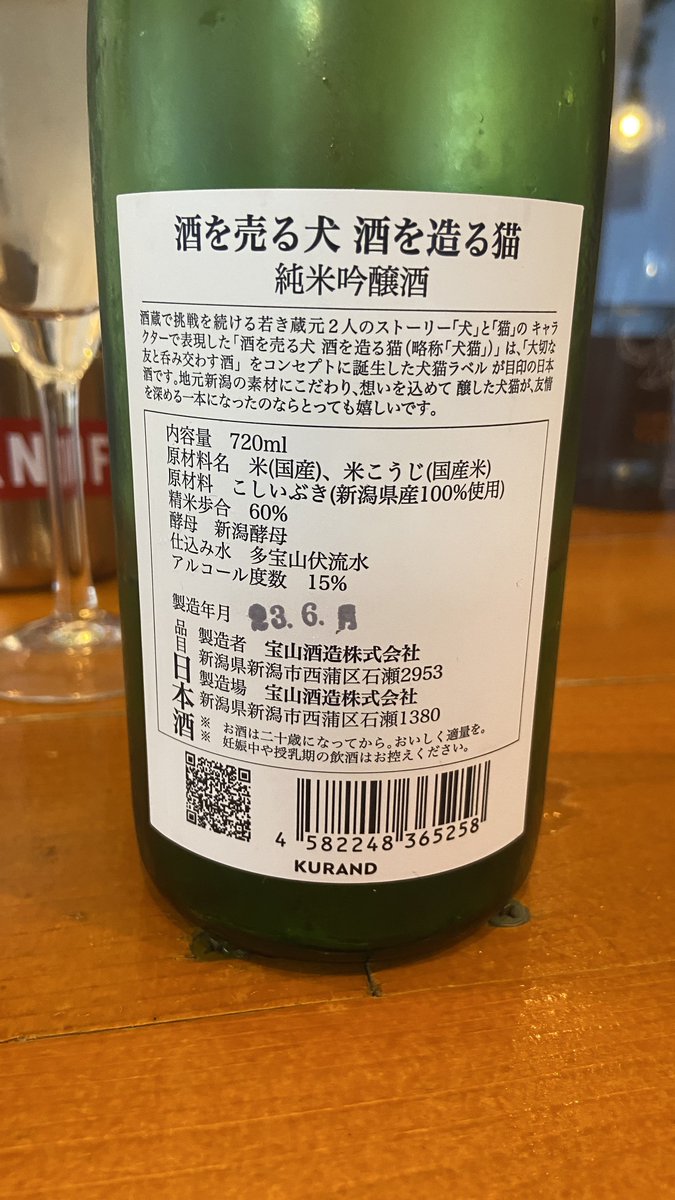 酒を売る犬 酒を造る猫
純米吟醸酒
酒蔵で挑戦を続ける若き蔵元2人のストーリー「犬」と「猫」の キャラ
クターで表現した「酒を売る犬 酒を造る猫(略称「犬猫」)」は、「大切な
友と呑み交わす酒」 をコンセプトに誕生した犬猫ラベル が目印の日本
酒です。地元新潟の素材にこだわり、想いを込めて 醸した犬猫が、友情
を深める一本になったのならとっても嬉しいです。
内容量 720ml
原材料名 米(国産)、米こうじ(国産米)
原材料 こしいぶき(新潟県産100%使用)
精米歩合 60%
酵母 新潟酵母
仕込み水 多宝山伏流水
アルコール度数 15%
製造年月 23.6.月
品目 日本酒
製造者 宝山酒造株式会社
新潟県新潟市西蒲区石瀬2953
製造場 宝山酒造株式会社
新潟県新潟市西蒲区石瀬1380
※ お酒は二十歳になってから。おいしく適量を。
※ 妊娠中や授乳期の飲酒はお控えください。
4 582248 365258
KURAND